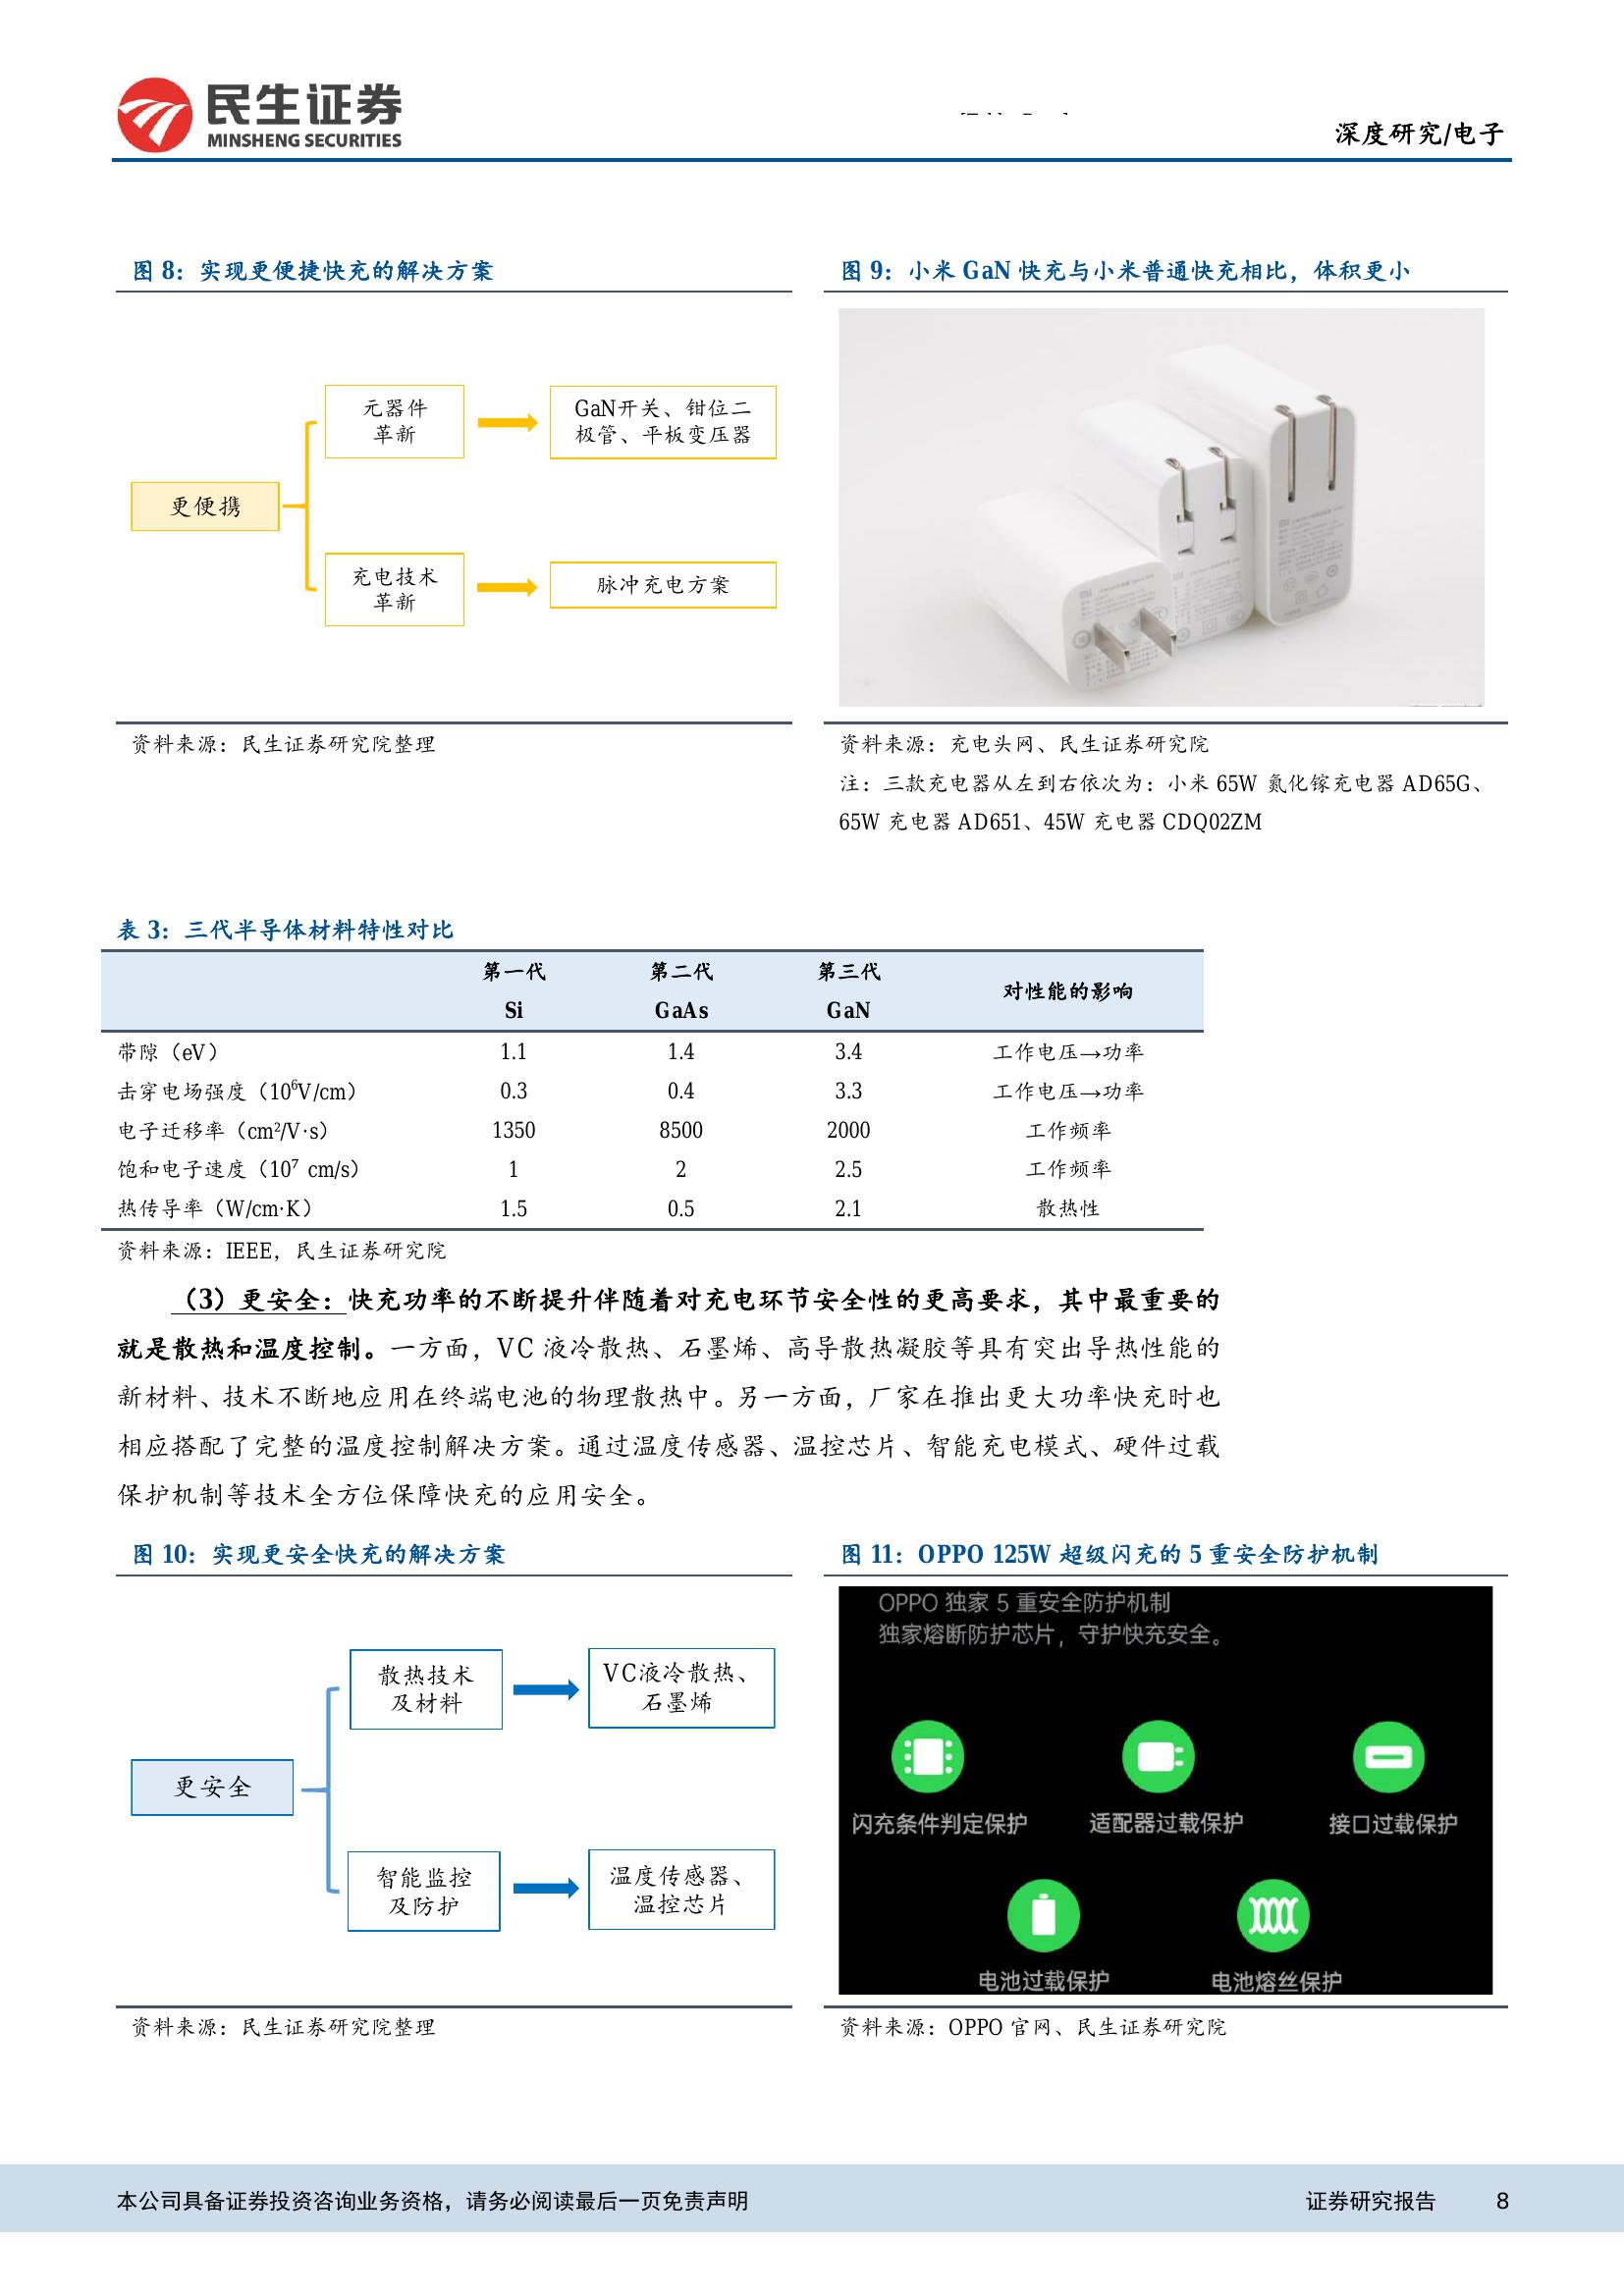 民生证券
MINSHENG SECURITIES
深度研究/电子
图 8：实现更便捷快充的解决方案
更便携
元器件
革新
GaN开关、钳位二
极管、平板变压器
充电技术
革新
脉冲充电方案
资料来源：民生证券研究院整理
图 9：小米 GaN 快充与小米普通快充相比，体积更小
资料来源：充电头网、民生证券研究院
注：三款充电器从左到右依次为：小米 65W 氮化镓充电器 AD65G、
65W 充电器 AD651、45W 充电器 CDQ02ZM
表 3：三代半导体材料特性对比
第一代 第二代 第三代 对性能的影响
Si GaAs GaN
带隙（eV） 1.1 1.4 3.4 工作电压→功率
击穿电场强度（10⁶V/cm） 0.3 0.4 3.3 工作电压→功率
电子迁移率（cm²/V·s） 1350 8500 2000 工作频率
饱和电子速度（10⁷ cm/s） 1 2 2.5 工作频率
热传导率（W/cm·K） 1.5 0.5 2.1 散热性
资料来源：IEEE，民生证券研究院
（3）更安全：快充功率的不断提升伴随着对充电环节安全性的更高要求，其中最重要的
就是散热和温度控制。一方面，VC 液冷散热、石墨烯、高导散热凝胶等具有突出导热性能的
新材料、技术不断地应用在终端电池的物理散热中。另一方面，厂家在推出更大功率快充时也
相应搭配了完整的温度控制解决方案。通过温度传感器、温控芯片、智能充电模式、硬件过载
保护机制等技术全方位保障快充的应用安全。
图 10：实现更安全快充的解决方案
更安全
散热技术
及材料
VC液冷散热、
石墨烯
智能监控
及防护
温度传感器、
温控芯片
资料来源：民生证券研究院整理
图 11：OPPO 125W 超级闪充的 5 重安全防护机制
OPPO 独家 5 重安全防护机制
独家熔断防护芯片，守护快充安全。
闪充条件判定保护 适配器过载保护 接口过载保护
电池过载保护 电池熔丝保护
资料来源：OPPO 官网、民生证券研究院
本公司具备证券投资咨询业务资格，请务必阅读最后一页免责声明 证券研究报告 8